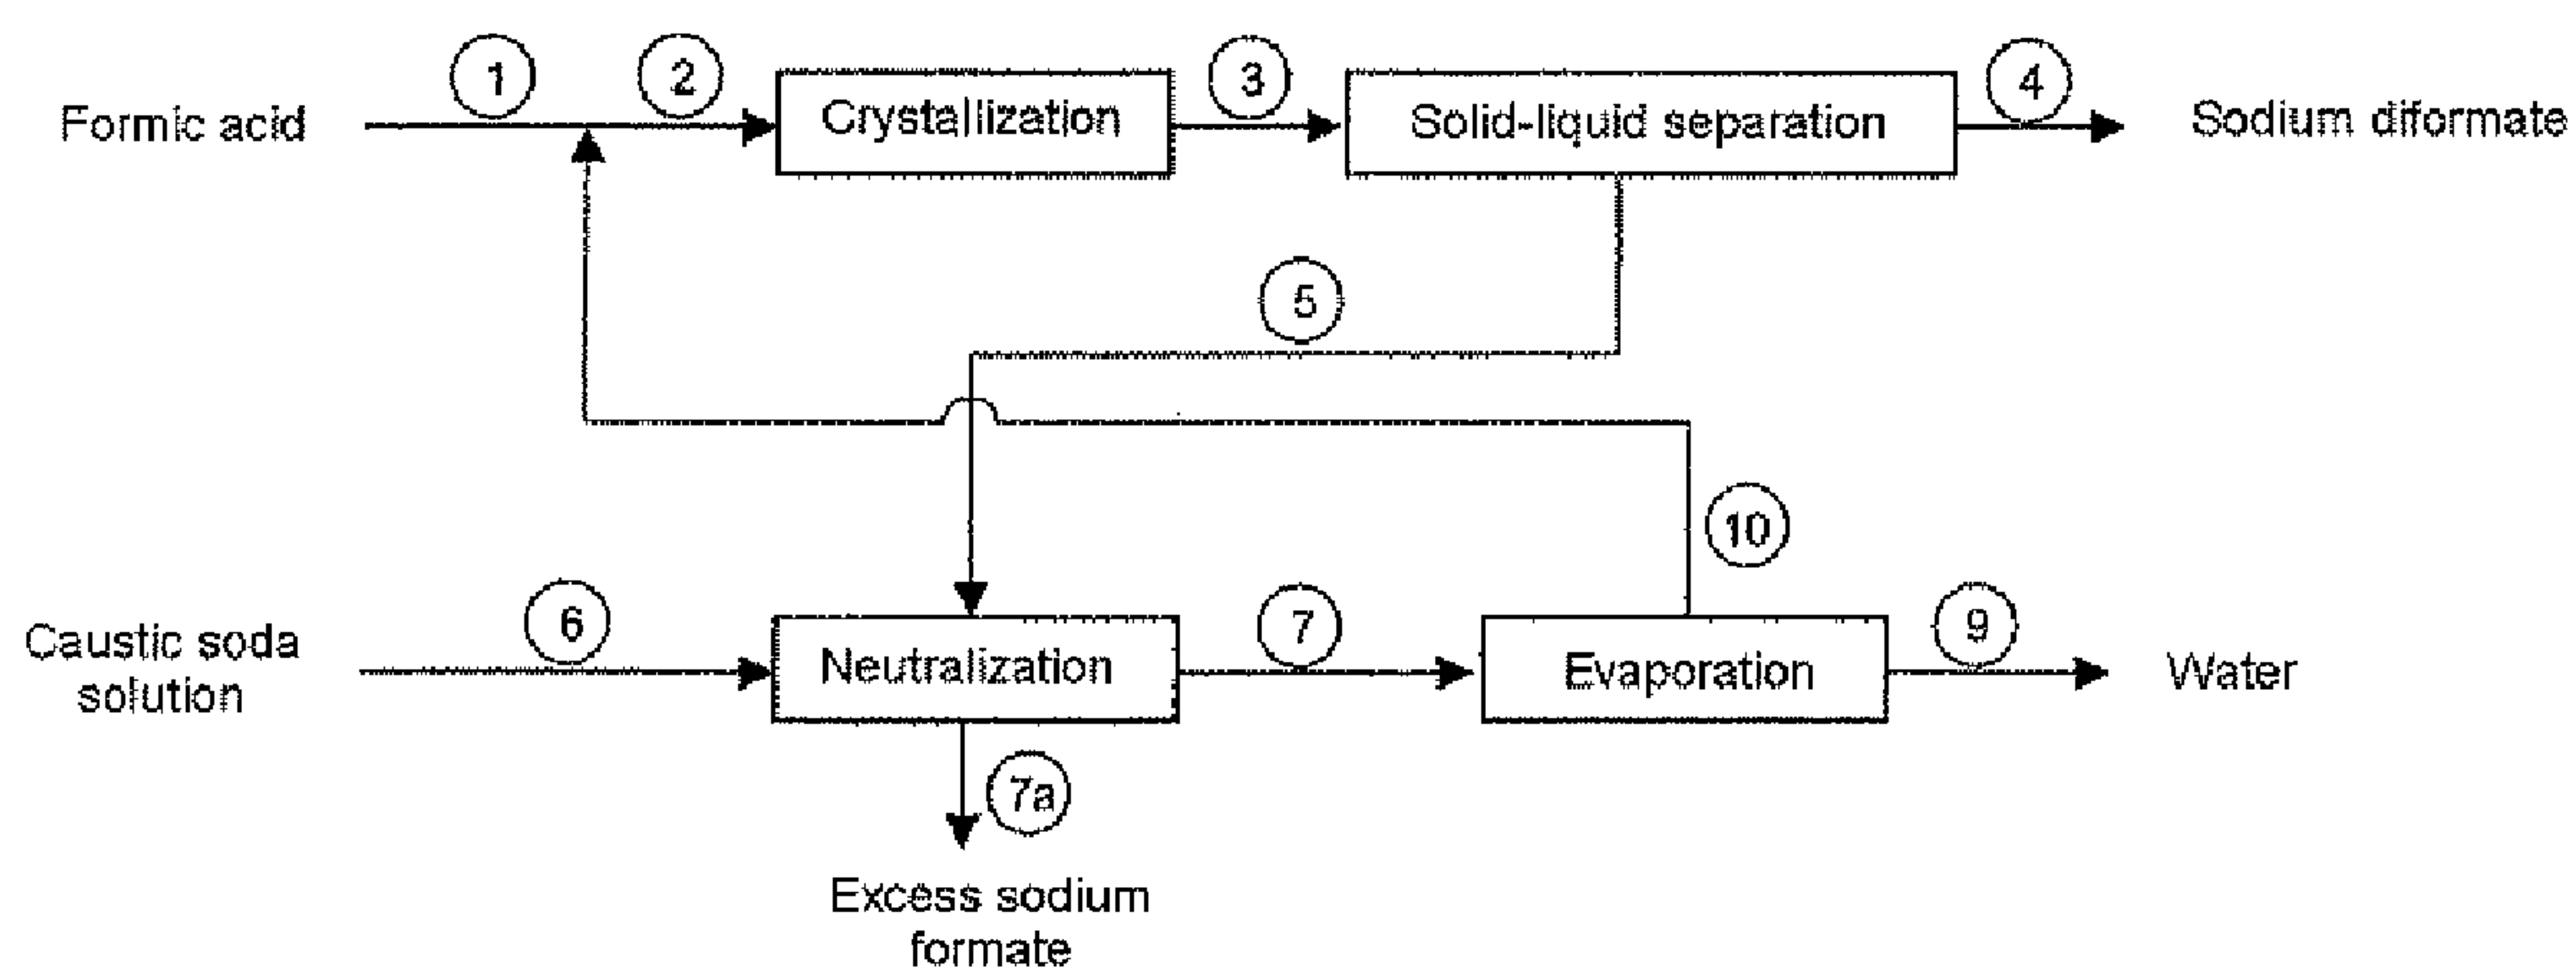 1
2
3
4
Formic acid
Crystallization
Solid-liquid separation
Sodium diformate
5
10
6
7
9
Caustic soda
solution
Neutralization
Evaporation
Water
7a
Excess sodium
formate